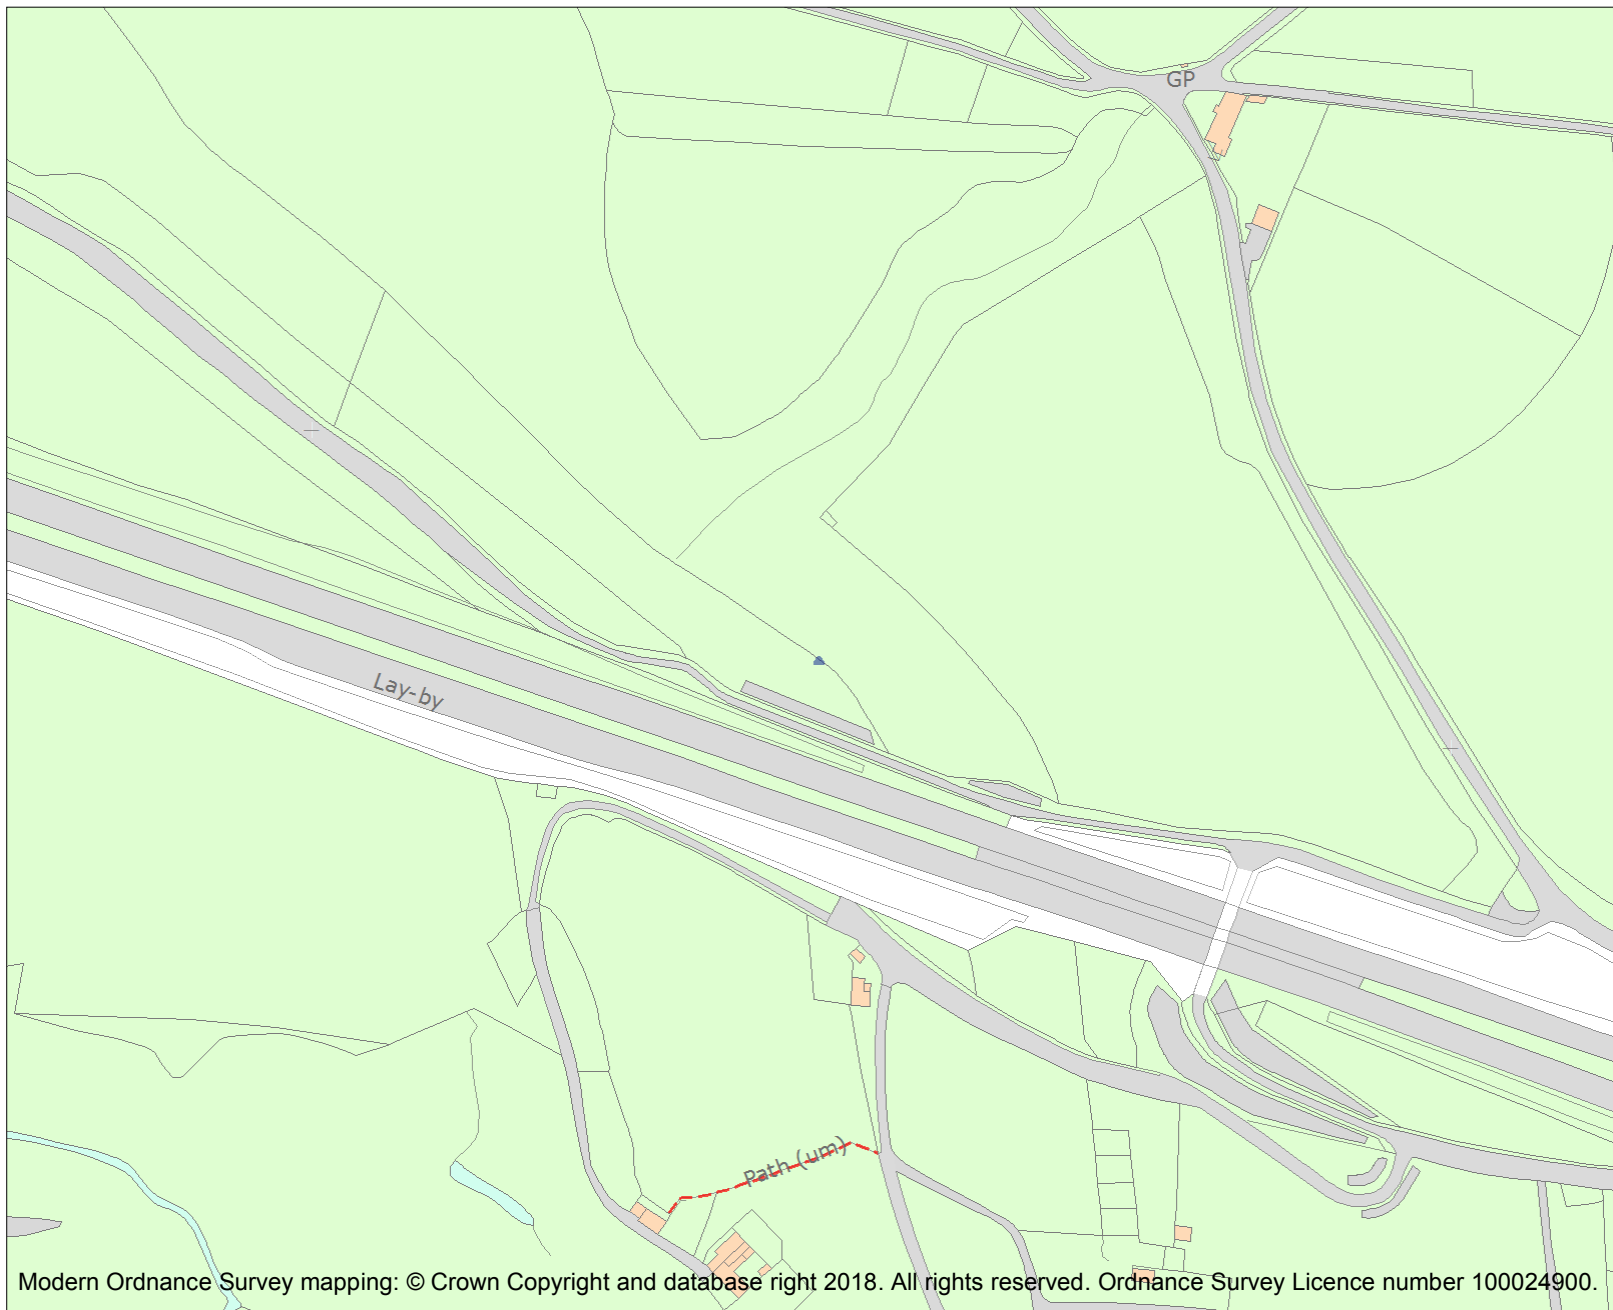 GP
Lay-by
Path (um)
Modern Ordnance Survey mapping: © Crown Copyright and database right 2018. All rights reserved. Ordnance Survey Licence number 100024900.